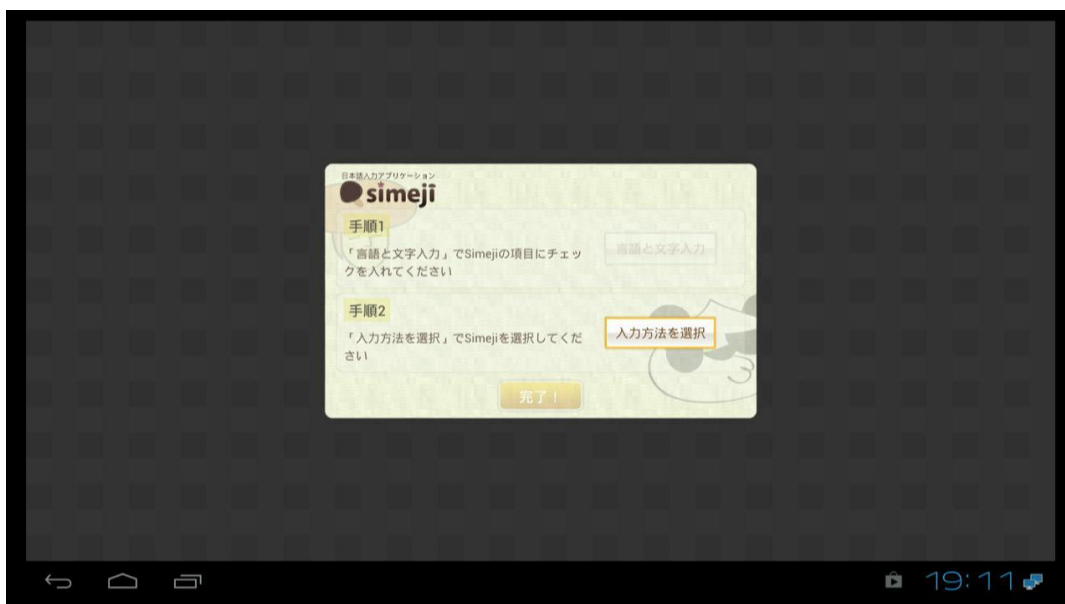 日本語入力アプリケーション
simeji
手順1
「言語と文字入力」でSimejiの項目にチェッ
クを入れてください
言語と文字入力
手順2
「入力方法を選択」でSimejiを選択してくだ
さい
入力方法を選択
完了！
19:11